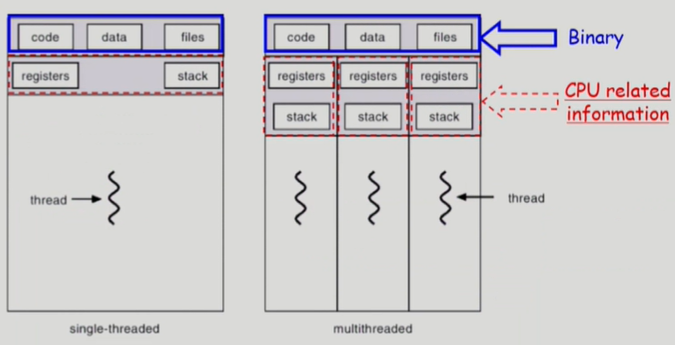 code data files
code data files
Binary
registers stack
registers registers registers
stack stack stack
CPU related
information
thread
thread
single-threaded
multithreaded